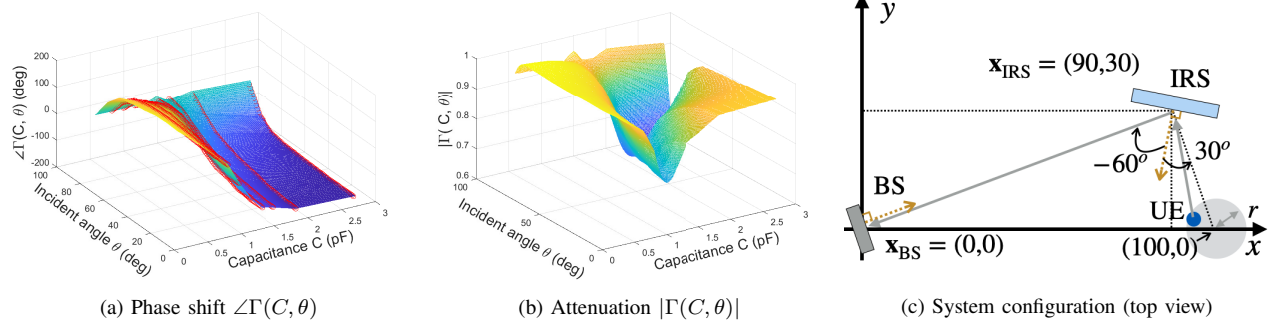 200
100
0
-100
-200
∠Γ(C, θ) (deg)
100
80
60
40
20
0
Incident angle θ (deg)
0
0.5
1
1.5
2
2.5
3
Capacitance C (pF)
(a) Phase shift ∠Γ(C, θ)
1
0.9
0.8
0.7
0.6
|Γ( C, θ)|
100
50
0
Incident angle θ (deg)
0
0.5
1
1.5
2
2.5
3
Capacitance C (pF)
(b) Attenuation |Γ(C, θ)|
y
x_IRS = (90,30)
IRS
−60°
30°
BS
UE
r
x_BS = (0,0)
(100,0)
x
(c) System configuration (top view)